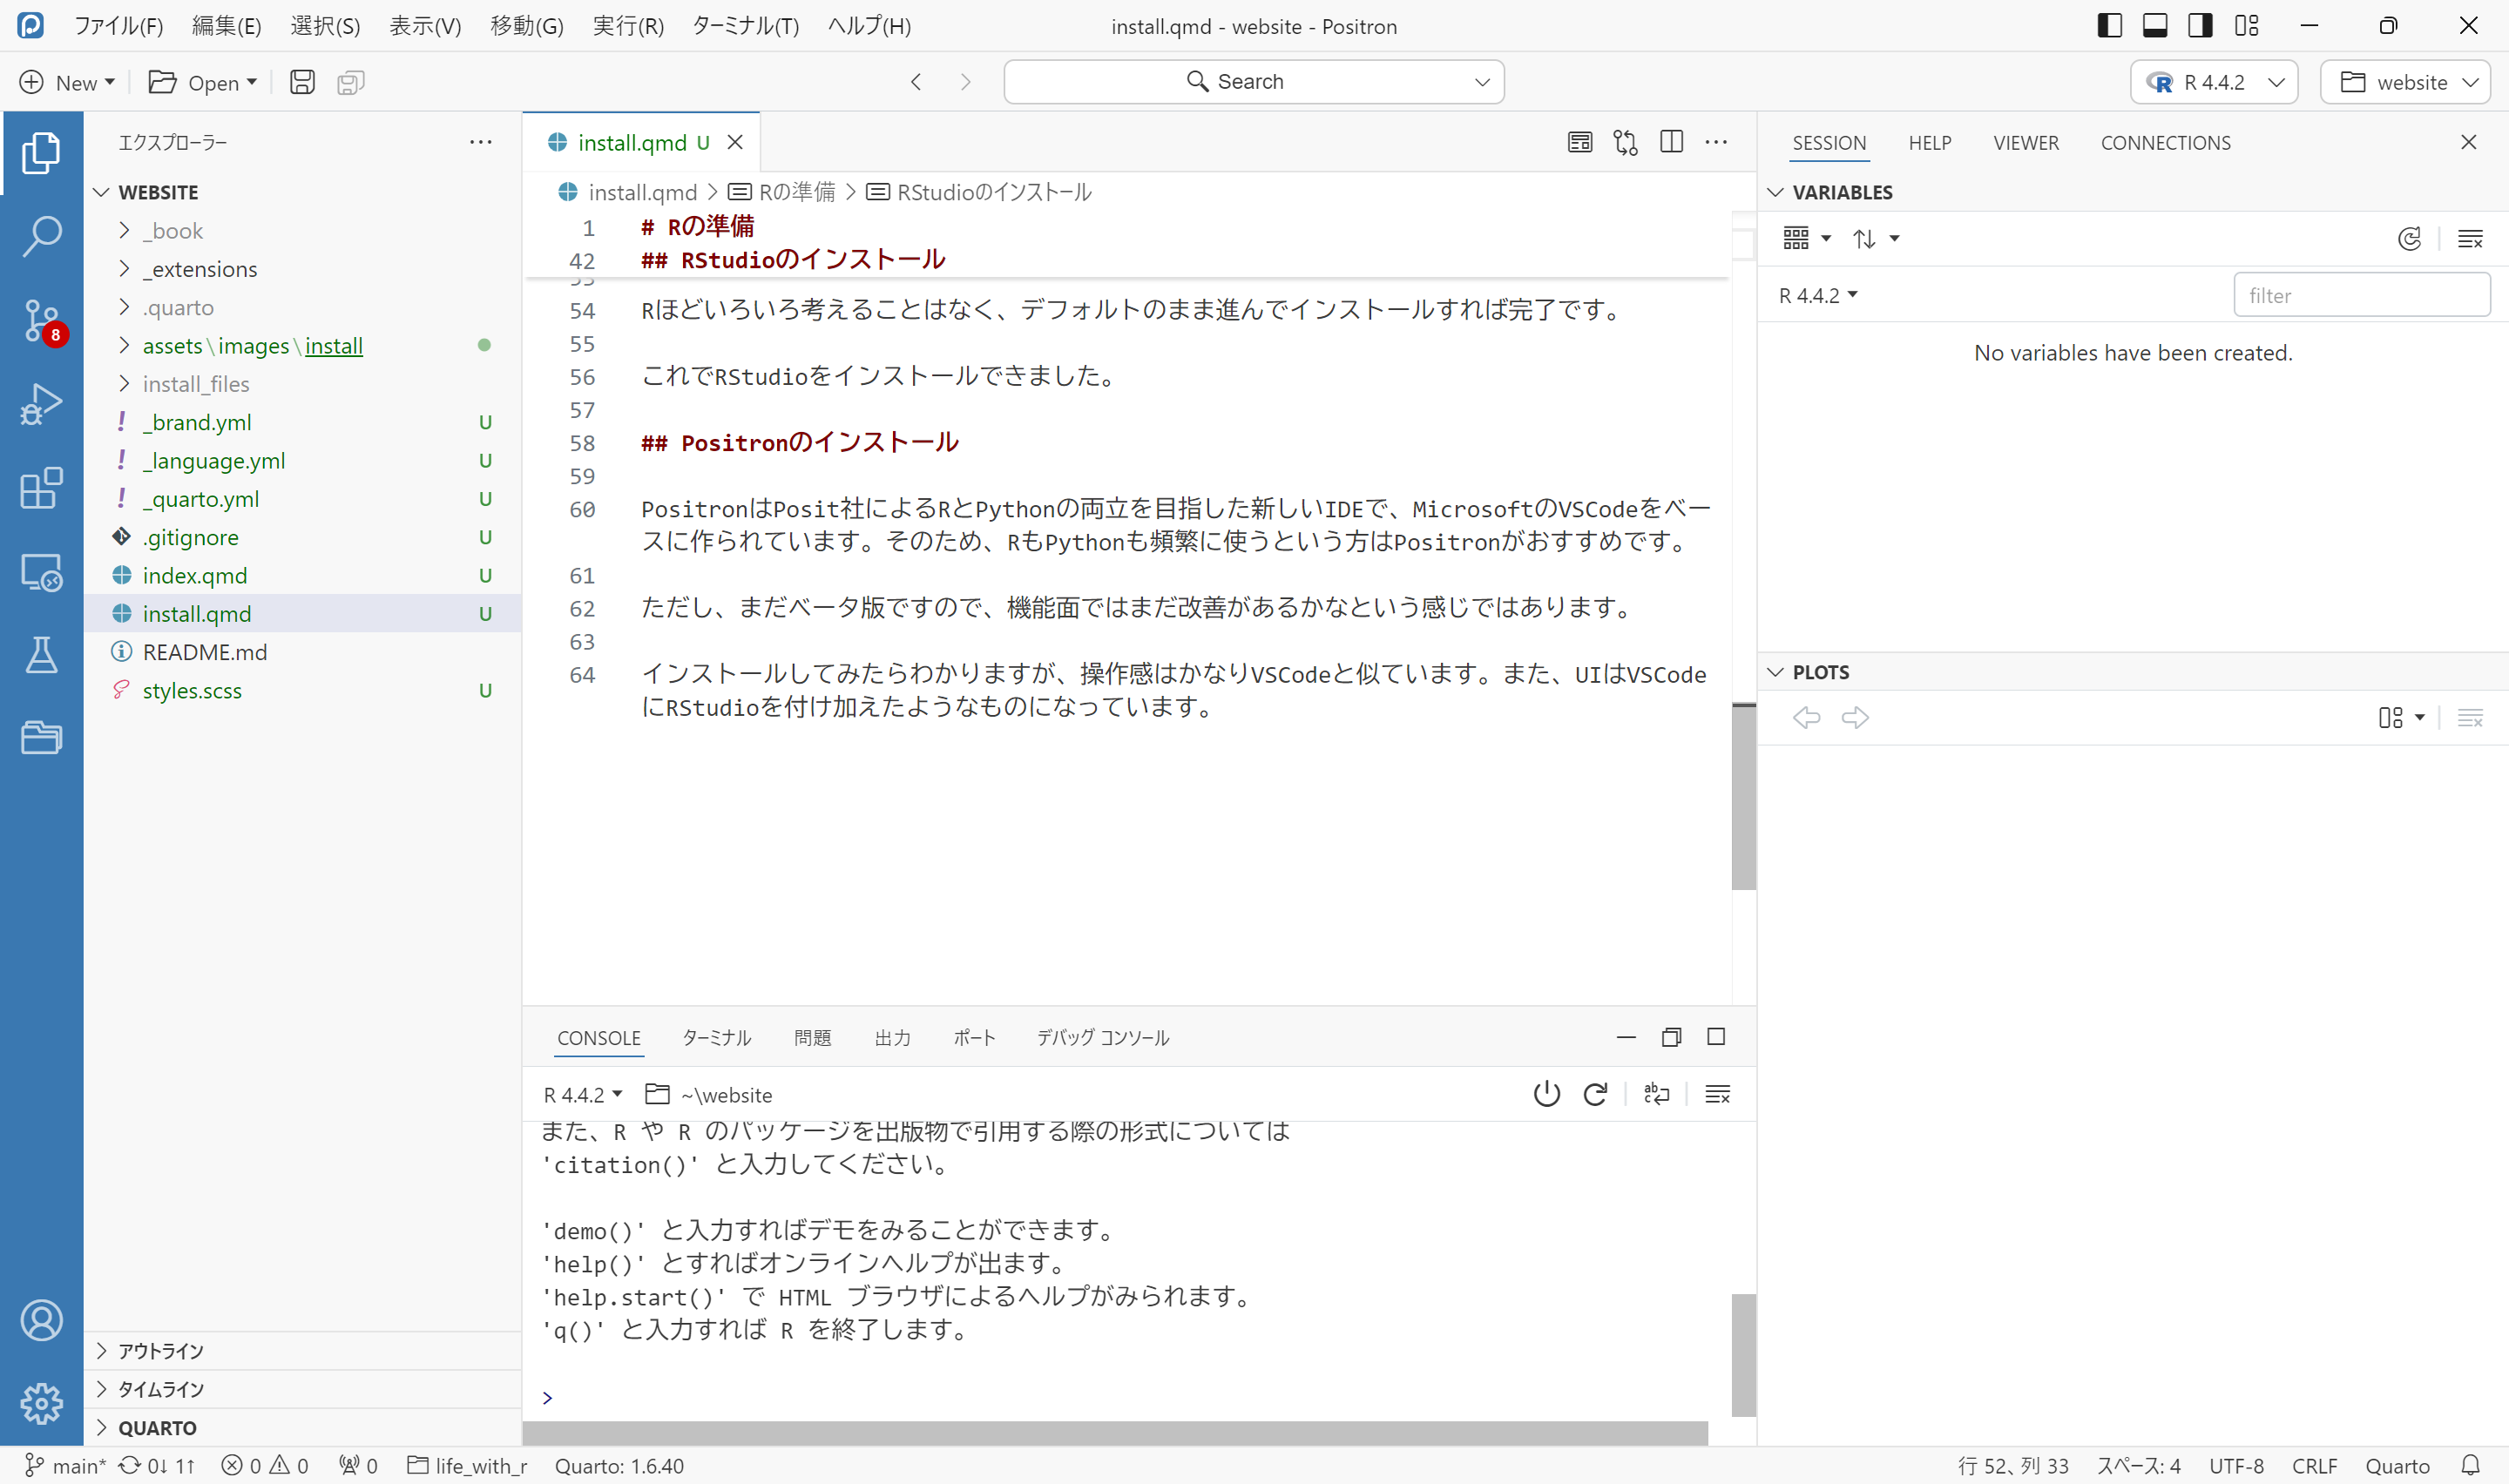 ファイル(F) 編集(E) 選択(S) 表示(V) 移動(G) 実行(R) ターミナル(T) ヘルプ(H) install.qmd - website - Positron
New Open Search R 4.4.2 website
エクスプローラー
WEBSITE
_book
_extensions
.quarto
8
assets\images\install
install_files
_brand.yml U
_language.yml U
_quarto.yml U
.gitignore U
index.qmd U
install.qmd U
README.md
styles.scss U
アウトライン
タイムライン
QUARTO
install.qmd U
install.qmd > Rの準備 > RStudioのインストール
1 # Rの準備
42 ## RStudioのインストール
53
54 Rほどいろいろ考えることはなく、デフォルトのまま進んでインストールすれば完了です。
55
56 これでRStudioをインストールできました。
57
58 ## Positronのインストール
59
60 PositronはPosit社によるRとPythonの両立を目指した新しいIDEで、MicrosoftのVSCodeをベー
スに作られています。そのため、RもPythonも頻繁に使うという方はPositronがおすすめです。
61
62 ただし、まだベータ版ですので、機能面ではまだ改善があるかなという感じではあります。
63
64 インストールしてみたらわかりますが、操作感はかなりVSCodeと似ています。また、UIはVSCode
にRStudioを付け加えたようなものになっています。
CONSOLE ターミナル 問題 出力 ポート デバッグ コンソール
R 4.4.2 ~\website
また、R や R のパッケージを出版物で引用する際の形式については
'citation()' と入力してください。
'demo()' と入力すればデモをみることができます。
'help()' とすればオンラインヘルプが出ます。
'help.start()' で HTML ブラウザによるヘルプがみられます。
'q()' と入力すれば R を終了します。
>
SESSION HELP VIEWER CONNECTIONS
VARIABLES
R 4.4.2 filter
No variables have been created.
PLOTS
main* 0↓ 1↑ 0 0 0 life_with_r Quarto: 1.6.40 行 52、列 33 スペース: 4 UTF-8 CRLF Quarto